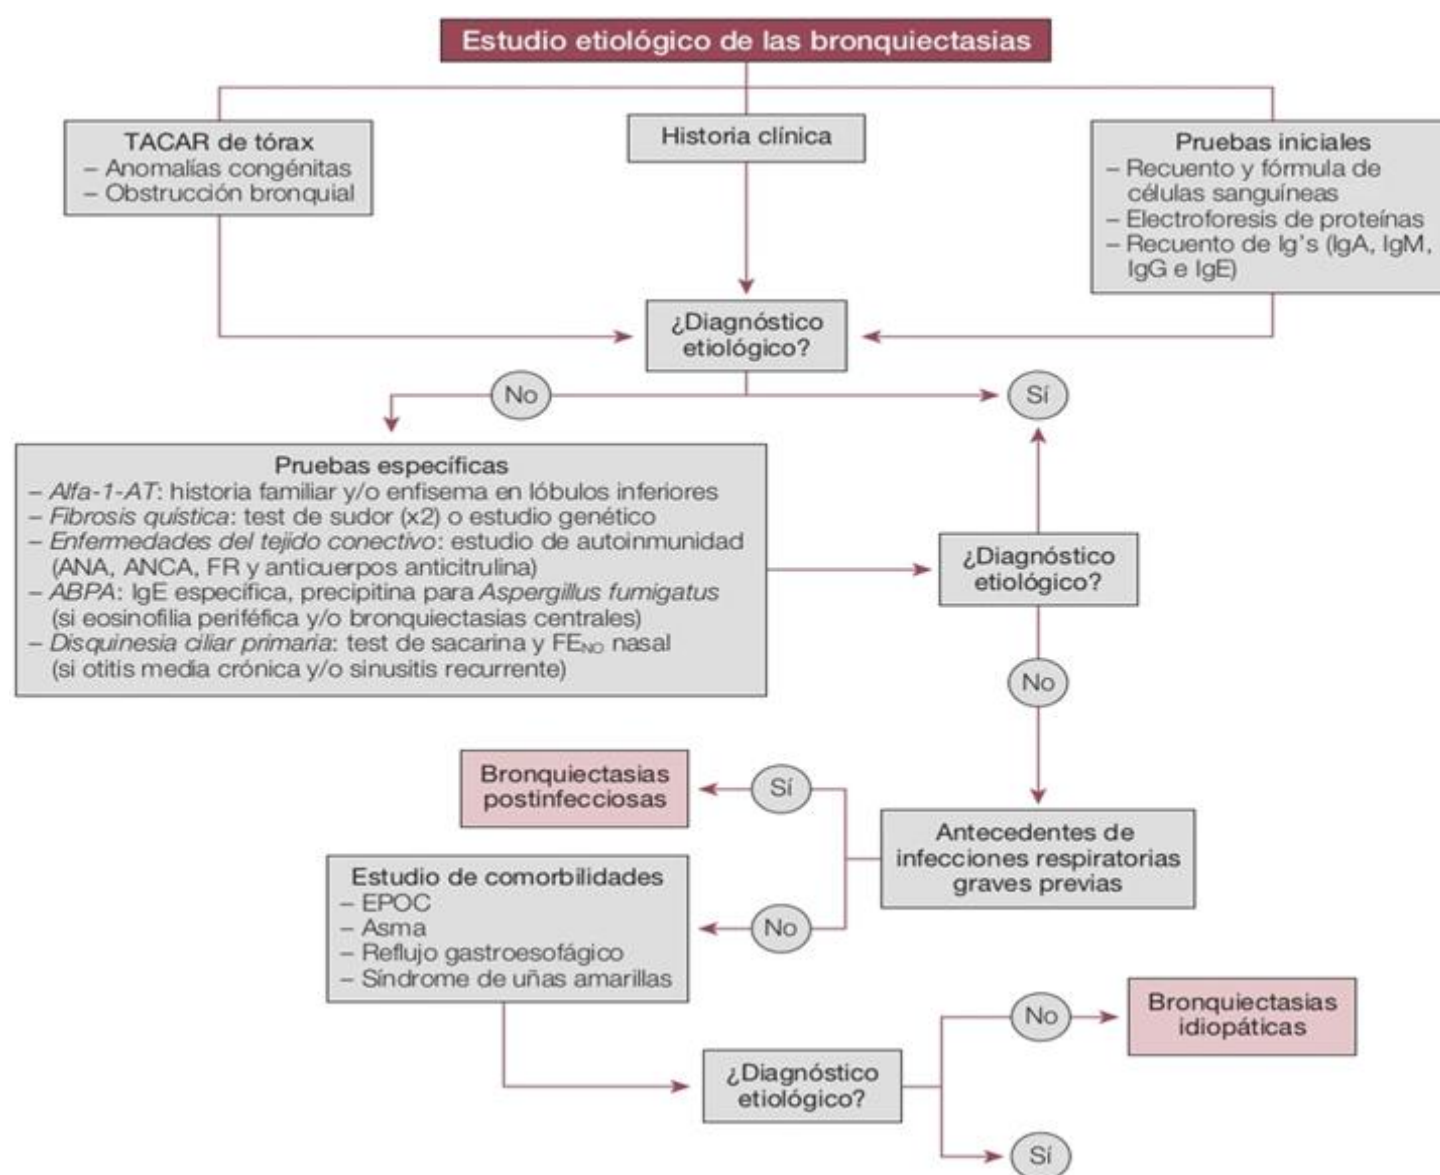 Estudio etiológico de las bronquiectasias
TACAR de tórax
– Anomalías congénitas
– Obstrucción bronquial
Historia clínica
Pruebas iniciales
– Recuento y fórmula de
células sanguíneas
– Electroforesis de proteínas
– Recuento de Ig's (IgA, IgM,
IgG e IgE)
¿Diagnóstico
etiológico?
No
Sí
Pruebas específicas
– Alfa-1-AT: historia familiar y/o enfisema en lóbulos inferiores
– Fibrosis quística: test de sudor (x2) o estudio genético
– Enfermedades del tejido conectivo: estudio de autoinmunidad
(ANA, ANCA, FR y anticuerpos anticitrulina)
– ABPA: IgE específica, precipitina para Aspergillus fumigatus
(si eosinofilia periféfica y/o bronquiectasias centrales)
– Disquinesia ciliar primaria: test de sacarina y FENO nasal
(si otitis media crónica y/o sinusitis recurrente)
¿Diagnóstico
etiológico?
No
Antecedentes de
infecciones respiratorias
graves previas
Sí
Bronquiectasias
postinfecciosas
No
Estudio de comorbilidades
– EPOC
– Asma
– Reflujo gastroesofágico
– Síndrome de uñas amarillas
¿Diagnóstico
etiológico?
No
Bronquiectasias
idiopáticas
Sí